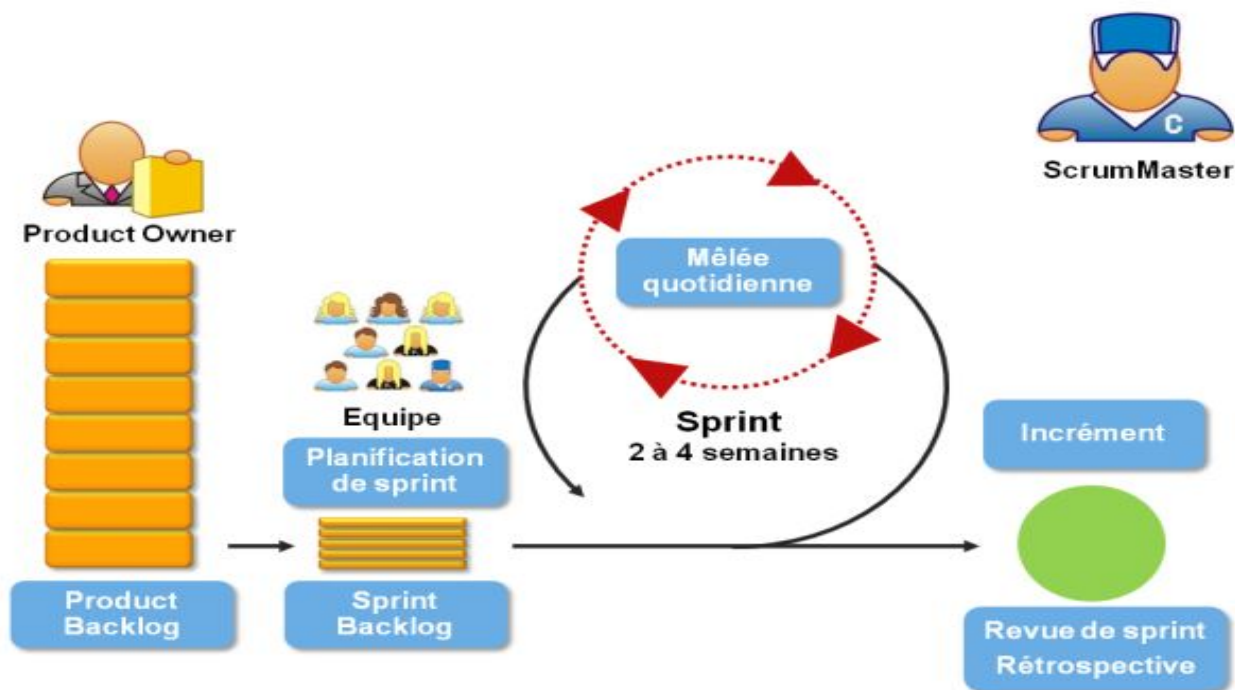 ScrumMaster
Product Owner
Mêlée
quotidienne
Equipe
Planification
de sprint
Sprint
2 à 4 semaines
Incrément
Product
Backlog
Sprint
Backlog
Revue de sprint
Rétrospective
C